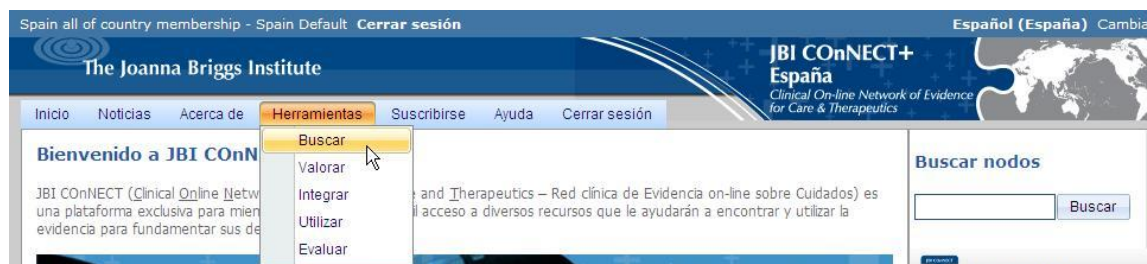 Spain all of country membership - Spain Default Cerrar sesión
Español (España) Cambia
The Joanna Briggs Institute
JBI COnNECT+
España
Clinical On-line Network of Evidence
for Care & Therapeutics
Inicio Noticias Acerca de Herramientas Suscribirse Ayuda Cerrar sesión
Buscar
Valorar
Integrar
Utilizar
Evaluar
Bienvenido a JBI COnN
JBI COnNECT (Clinical Online Netw e and Therapeutics – Red clínica de Evidencia on-line sobre Cuidados) es
una plataforma exclusiva para mien il acceso a diversos recursos que le ayudarán a encontrar y utilizar la
evidencia para fundamentar sus de
Buscar nodos
Buscar